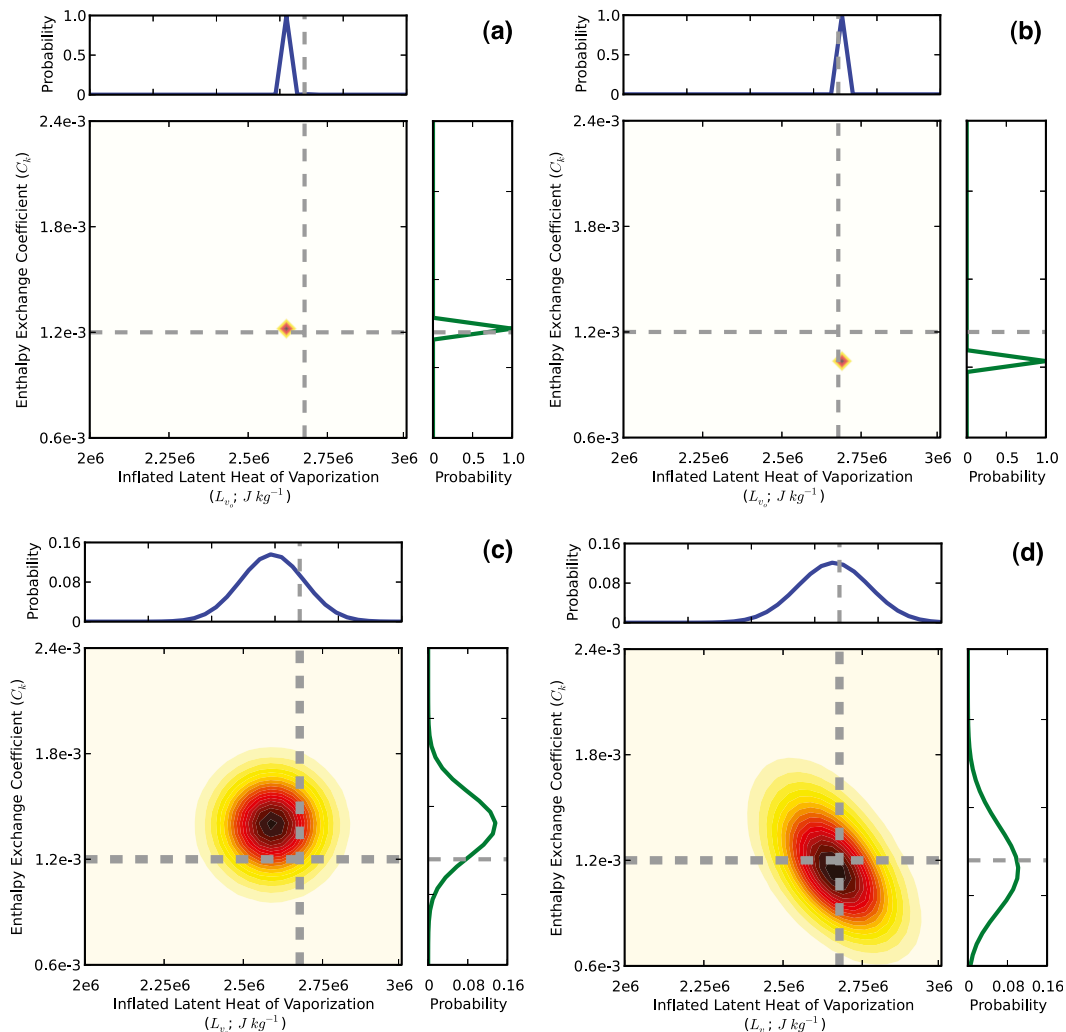 1.0
0.5
0
Probability
(a)
2.4e-3
1.8e-3
1.2e-3
0.6e-3
Enthalpy Exchange Coefficient (C_k)
2e6 2.25e6 2.5e6 2.75e6 3e6
Inflated Latent Heat of Vaporization
(L_{v_o}; J kg^{-1})
0 0.5 1.0
Probability
1.0
0.5
0
Probability
(b)
2.4e-3
1.8e-3
1.2e-3
0.6e-3
Enthalpy Exchange Coefficient (C_k)
2e6 2.25e6 2.5e6 2.75e6 3e6
Inflated Latent Heat of Vaporization
(L_{v_o}; J kg^{-1})
0 0.5 1.0
Probability
0.16
0.08
0
Probability
(c)
2.4e-3
1.8e-3
1.2e-3
0.6e-3
Enthalpy Exchange Coefficient (C_k)
2e6 2.25e6 2.5e6 2.75e6 3e6
Inflated Latent Heat of Vaporization
(L_v; J kg^{-1})
0 0.08 0.16
Probability
0.16
0.08
0
Probability
(d)
2.4e-3
1.8e-3
1.2e-3
0.6e-3
Enthalpy Exchange Coefficient (C_k)
2e6 2.25e6 2.5e6 2.75e6 3e6
Inflated Latent Heat of Vaporization
(L_v; J kg^{-1})
0 0.08 0.16
Probability